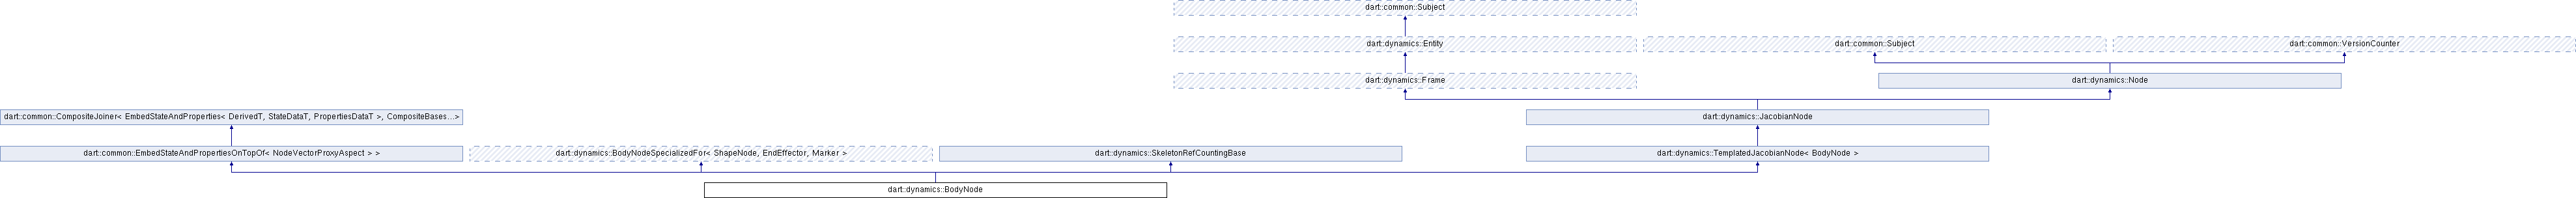 dart::common::Subject
dart::dynamics::Entity
dart::common::Subject
dart::common::VersionCounter
dart::dynamics::Frame
dart::dynamics::Node
dart::common::CompositeJoiner< EmbedStateAndProperties< DerivedT, StateDataT, PropertiesDataT >, CompositeBases...>
dart::dynamics::JacobianNode
dart::common::EmbedStateAndPropertiesOnTopOf< NodeVectorProxyAspect > >
dart::dynamics::BodyNodeSpecializedFor< ShapeNode, EndEffector, Marker >
dart::dynamics::SkeletonRefCountingBase
dart::dynamics::TemplatedJacobianNode< BodyNode >
dart::dynamics::BodyNode